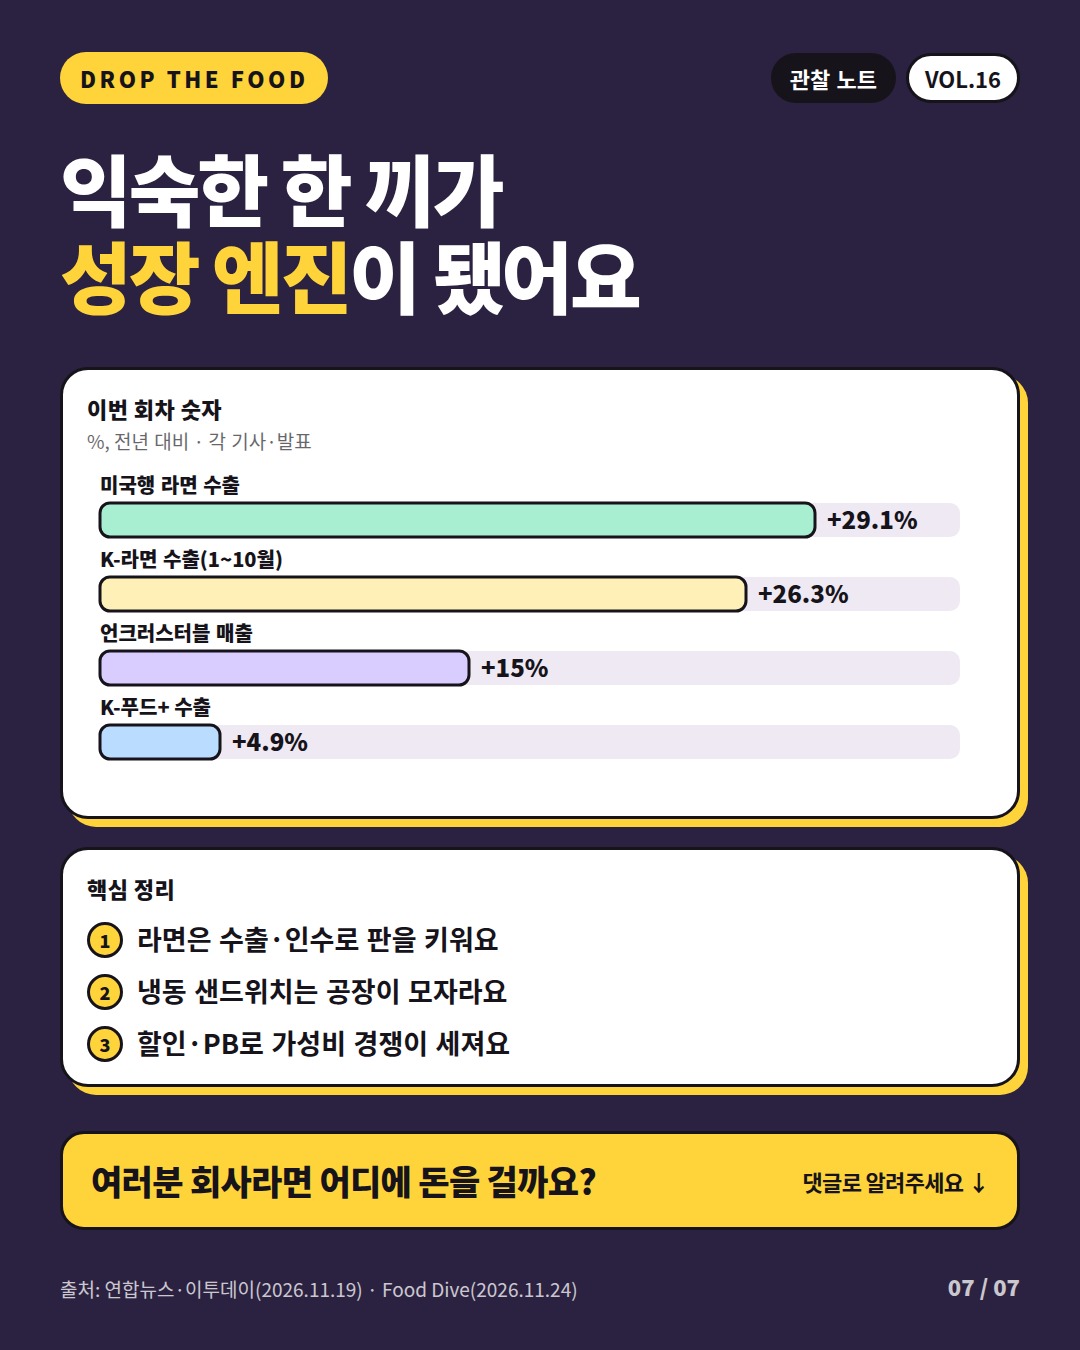 DROP THE FOOD
관찰 노트
VOL.16
익숙한 한 끼가
성장 엔진이 됐어요
이번 회차 숫자
%, 전년 대비 · 각 기사·발표
미국행 라면 수출
+29.1%
K-라면 수출(1~10월)
+26.3%
언크러스터블 매출
+15%
K-푸드+ 수출
+4.9%
핵심 정리
1 라면은 수출·인수로 판을 키워요
2 냉동 샌드위치는 공장이 모자라요
3 할인·PB로 가성비 경쟁이 세져요
여러분 회사라면 어디에 돈을 걸까요?
댓글로 알려주세요 ↓
출처: 연합뉴스·이투데이(2026.11.19) · Food Dive(2026.11.24)
07 / 07